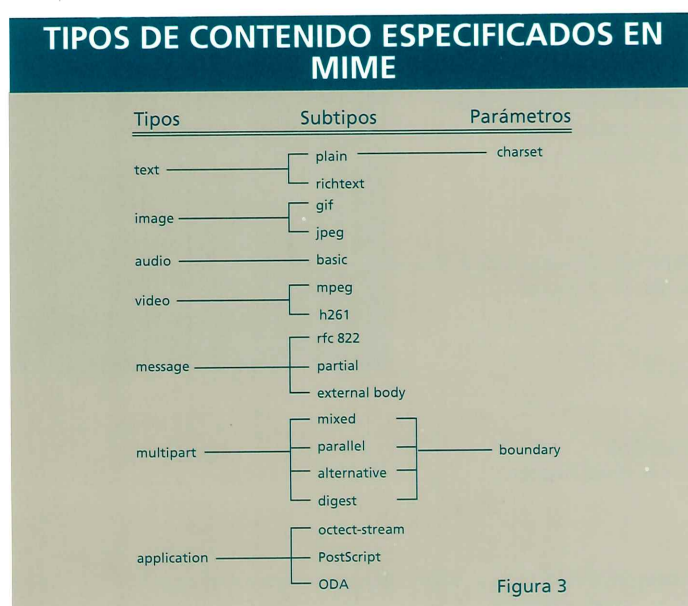 TIPOS DE CONTENIDO ESPECIFICADOS EN
MIME
Tipos Subtipos Parámetros
text plain charset
richtext
image gif
jpeg
audio basic
video mpeg
h261
message rfc 822
partial
external body
multipart mixed
parallel boundary
alternative
digest
application octect-stream
PostScript
ODA
Figura 3